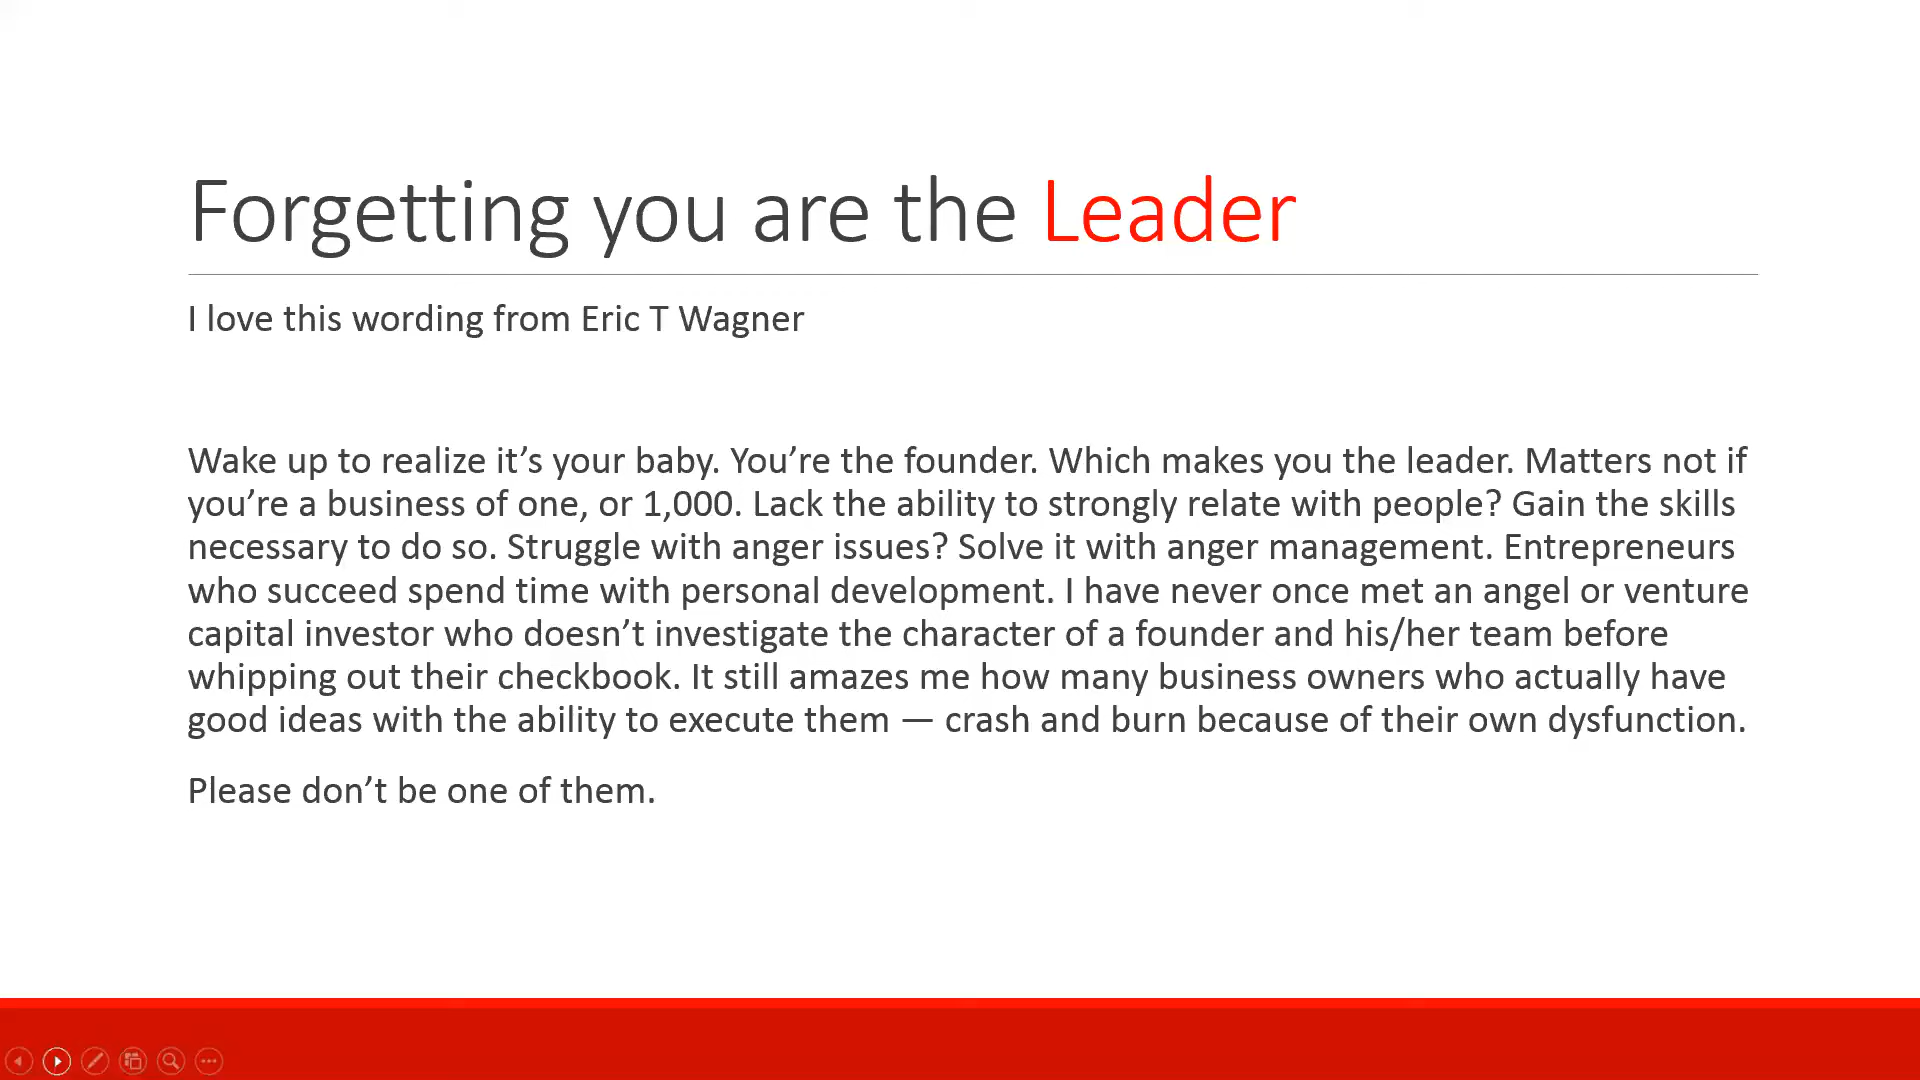 Forgetting you are the Leader
I love this wording from Eric T Wagner
Wake up to realize it’s your baby. You’re the founder. Which makes you the leader. Matters not if
you’re a business of one, or 1,000. Lack the ability to strongly relate with people? Gain the skills
necessary to do so. Struggle with anger issues? Solve it with anger management. Entrepreneurs
who succeed spend time with personal development. I have never once met an angel or venture
capital investor who doesn’t investigate the character of a founder and his/her team before
whipping out their checkbook. It still amazes me how many business owners who actually have
good ideas with the ability to execute them — crash and burn because of their own dysfunction.
Please don’t be one of them.